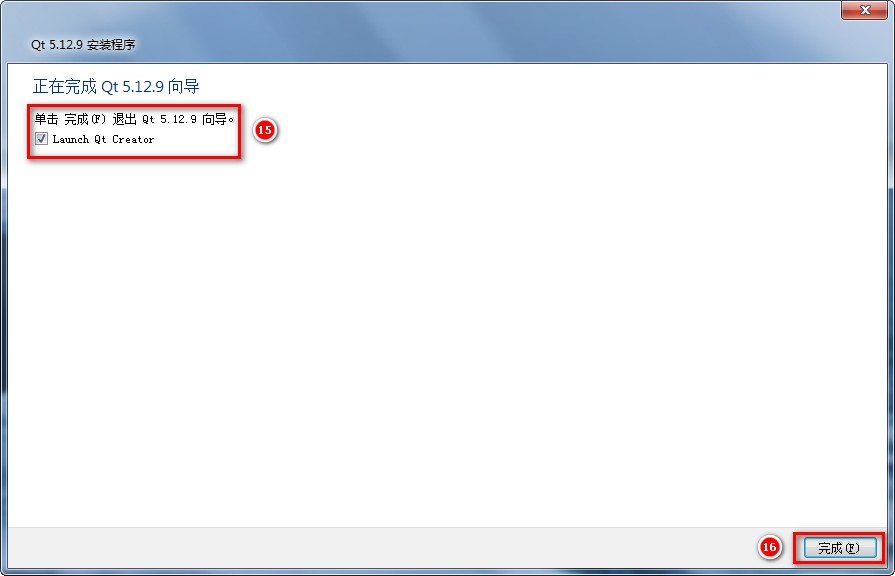 Qt 5.12.9 安装程序
正在完成 Qt 5.12.9 向导
单击 完成(F) 退出 Qt 5.12.9 向导。
Launch Qt Creator
15
16
完成(F)